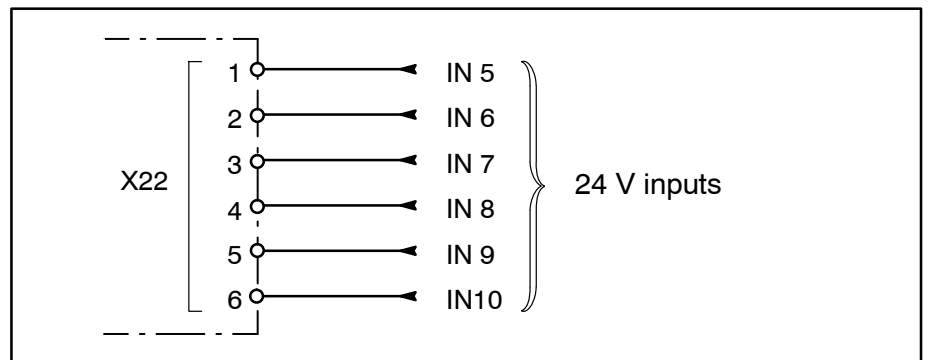 1 IN 5
2 IN 6
3 IN 7
X22 4 IN 8 24 V inputs
5 IN 9
6 IN10